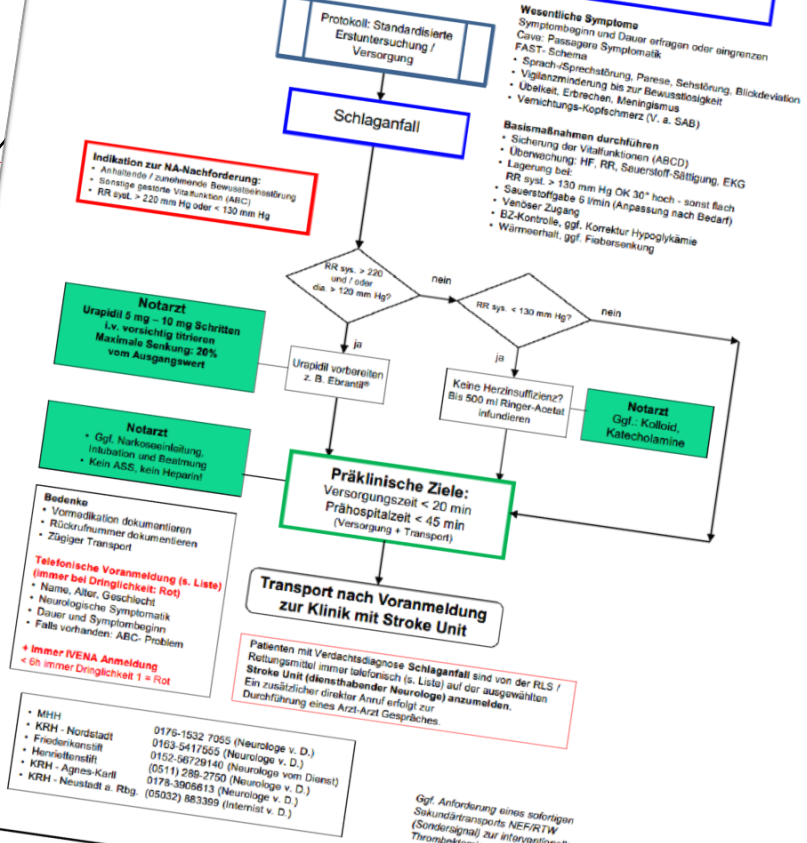 Protokoll: Standardisierte
Erstuntersuchung /
Versorgung
Schlaganfall
Wesentliche Symptome
Symptombeginn und Dauer erfragen oder eingrenzen
Cave: Passagere Symptomatik
FAST- Schema
• Sprach-/Sprechstörung, Parese, Sehstörung, Blickdeviation
• Vigilanzminderung bis zur Bewusstlosigkeit
• Übelkeit, Erbrechen, Meningismus
• Vernichtungs-Kopfschmerz (V. a. SAB)
Basismaßnahmen durchführen
• Sicherung der Vitalfunktionen (ABCD)
• Überwachung: HF, RR, Sauerstoff-Sättigung, EKG
• Lagerung bei:
RR syst. > 130 mm Hg OK 30° hoch - sonst flach
• Sauerstoffgabe 6 l/min (Anpassung nach Bedarf)
• Venöser Zugang
• BZ-Kontrolle, ggf. Korrektur Hypoglykämie
• Wärmeerhalt, ggf. Fiebersenkung
Indikation zur NA-Nachforderung:
• Anhaltende / zunehmende Bewusstseinsstörung
• Sonstige gestörte Vitalfunktion (ABC)
• RR syst. > 220 mm Hg oder < 130 mm Hg
RR sys. > 220
und / oder
dia. > 120 mm Hg?
nein
RR sys. < 130 mm Hg?
nein
ja
ja
Notarzt
Urapidil 5 mg – 10 mg Schritten
i.v. vorsichtig titrieren
Maximale Senkung: 20%
vom Ausgangswert
Urapidil vorbereiten
z. B. Ebrantil®
Keine Herzinsuffizienz?
Bis 500 ml Ringer-Acetat
infundieren
Notarzt
Ggf.: Kolloid,
Katecholamine
Notarzt
• Ggf. Narkoseeinleitung,
Intubation und Beatmung
• Kein ASS, kein Heparin!
Präklinische Ziele:
Versorgungszeit < 20 min
Prähospitalzeit < 45 min
(Versorgung + Transport)
Bedenke
• Vormedikation dokumentieren
• Rückrufnummer dokumentieren
• Zügiger Transport
Telefonische Voranmeldung (s. Liste)
(immer bei Dringlichkeit: Rot)
• Name, Alter, Geschlecht
• Neurologische Symptomatik
• Dauer und Symptombeginn
• Falls vorhanden: ABC- Problem
+ Immer IVENA Anmeldung
< 6h immer Dringlichkeit 1 = Rot
Transport nach Voranmeldung
zur Klinik mit Stroke Unit
Patienten mit Verdachtsdiagnose Schlaganfall sind von der RLS /
Rettungsmittel immer telefonisch (s. Liste) auf der ausgewählten
Stroke Unit (diensthabender Neurologe) anzumelden.
Ein zusätzlicher direkter Anruf erfolgt zur
Durchführung eines Arzt-Arzt Gespräches.
• MHH 0176-1532 7055 (Neurologe v. D.)
• KRH - Nordstadt 0163-5417555 (Neurologe v. D.)
• Friederikenstift 0152-56729140 (Neurologe vom Dienst)
• Henriettenstift (0511) 289-2750 (Neurologe v. D.)
• KRH - Agnes-Karll 0178-3906613 (Neurologe v. D.)
• KRH - Neustadt a. Rbg. (05032) 883399 (Internist v. D.)
Ggf. Anforderung eines sofortigen
Sekundärtransports NEF/RTW
(Sondersignal) zur